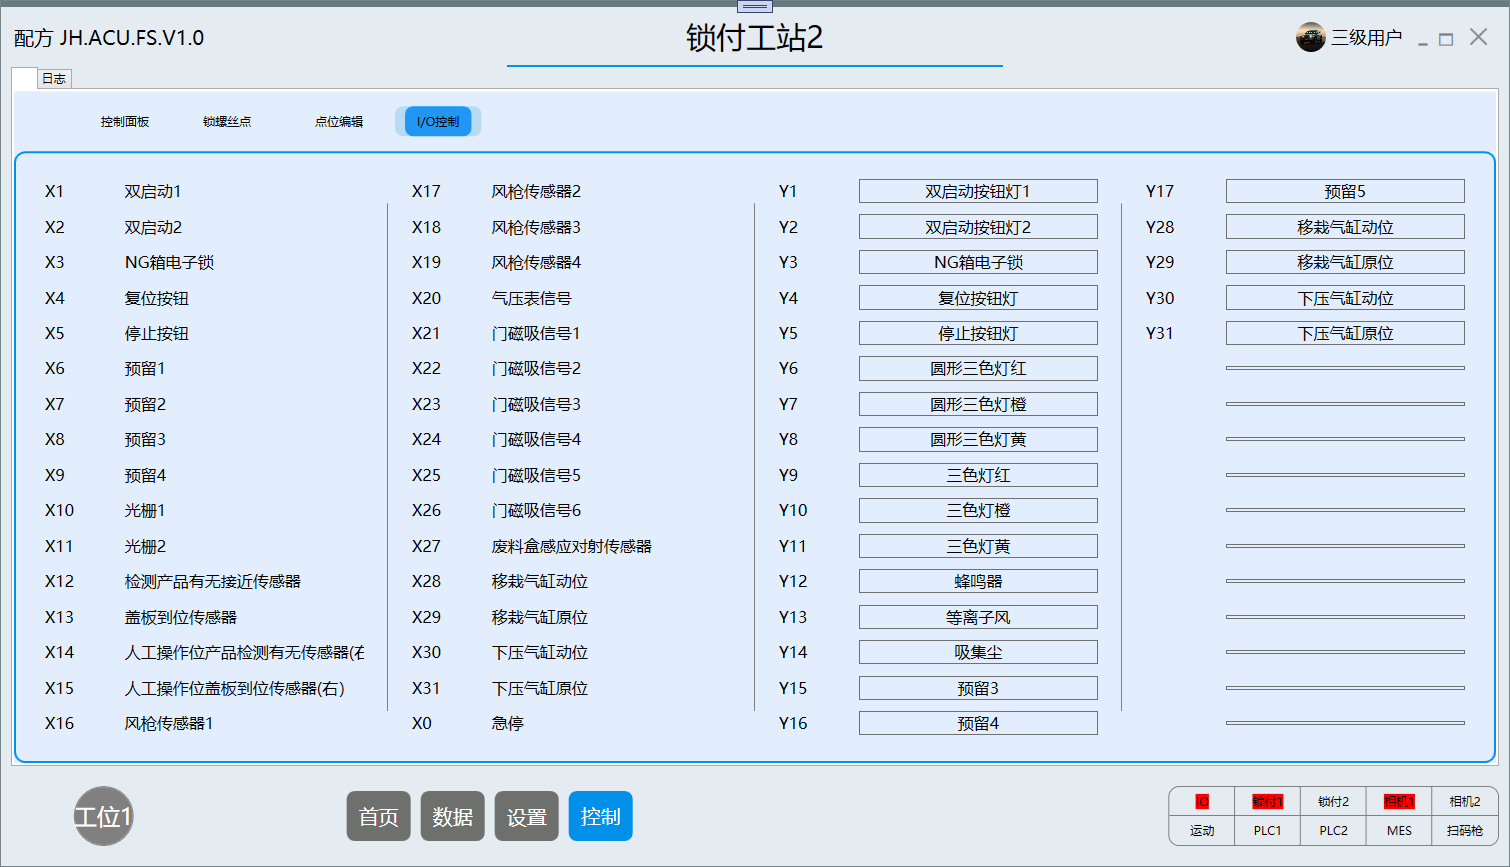 配方 JH.ACU.FS.V1.0
锁付工站2
三级用户
日志
控制面板 锁螺丝点 点位编辑 I/O控制
X1 双启动1 X17 风枪传感器2 Y1 双启动按钮灯1 Y17 预留5
X2 双启动2 X18 风枪传感器3 Y2 双启动按钮灯2 Y28 移栽气缸动位
X3 NG箱电子锁 X19 风枪传感器4 Y3 NG箱电子锁 Y29 移栽气缸原位
X4 复位按钮 X20 气压表信号 Y4 复位按钮灯 Y30 下压气缸动位
X5 停止按钮 X21 门磁吸信号1 Y5 停止按钮灯 Y31 下压气缸原位
X6 预留1 X22 门磁吸信号2 Y6 圆形三色灯红
X7 预留2 X23 门磁吸信号3 Y7 圆形三色灯橙
X8 预留3 X24 门磁吸信号4 Y8 圆形三色灯黄
X9 预留4 X25 门磁吸信号5 Y9 三色灯红
X10 光栅1 X26 门磁吸信号6 Y10 三色灯橙
X11 光栅2 X27 废料盒感应对射传感器 Y11 三色灯黄
X12 检测产品有无接近传感器 X28 移栽气缸动位 Y12 蜂鸣器
X13 盖板到位传感器 X29 移栽气缸原位 Y13 等离子风
X14 人工操作位产品检测有无传感器(右 X30 下压气缸动位 Y14 吸集尘
X15 人工操作位盖板到位传感器(右) X31 下压气缸原位 Y15 预留3
X16 风枪传感器1 X0 急停 Y16 预留4
工位1
首页 数据 设置 控制
IO 锁付1 锁付2 相机1 相机2
运动 PLC1 PLC2 MES 扫码枪